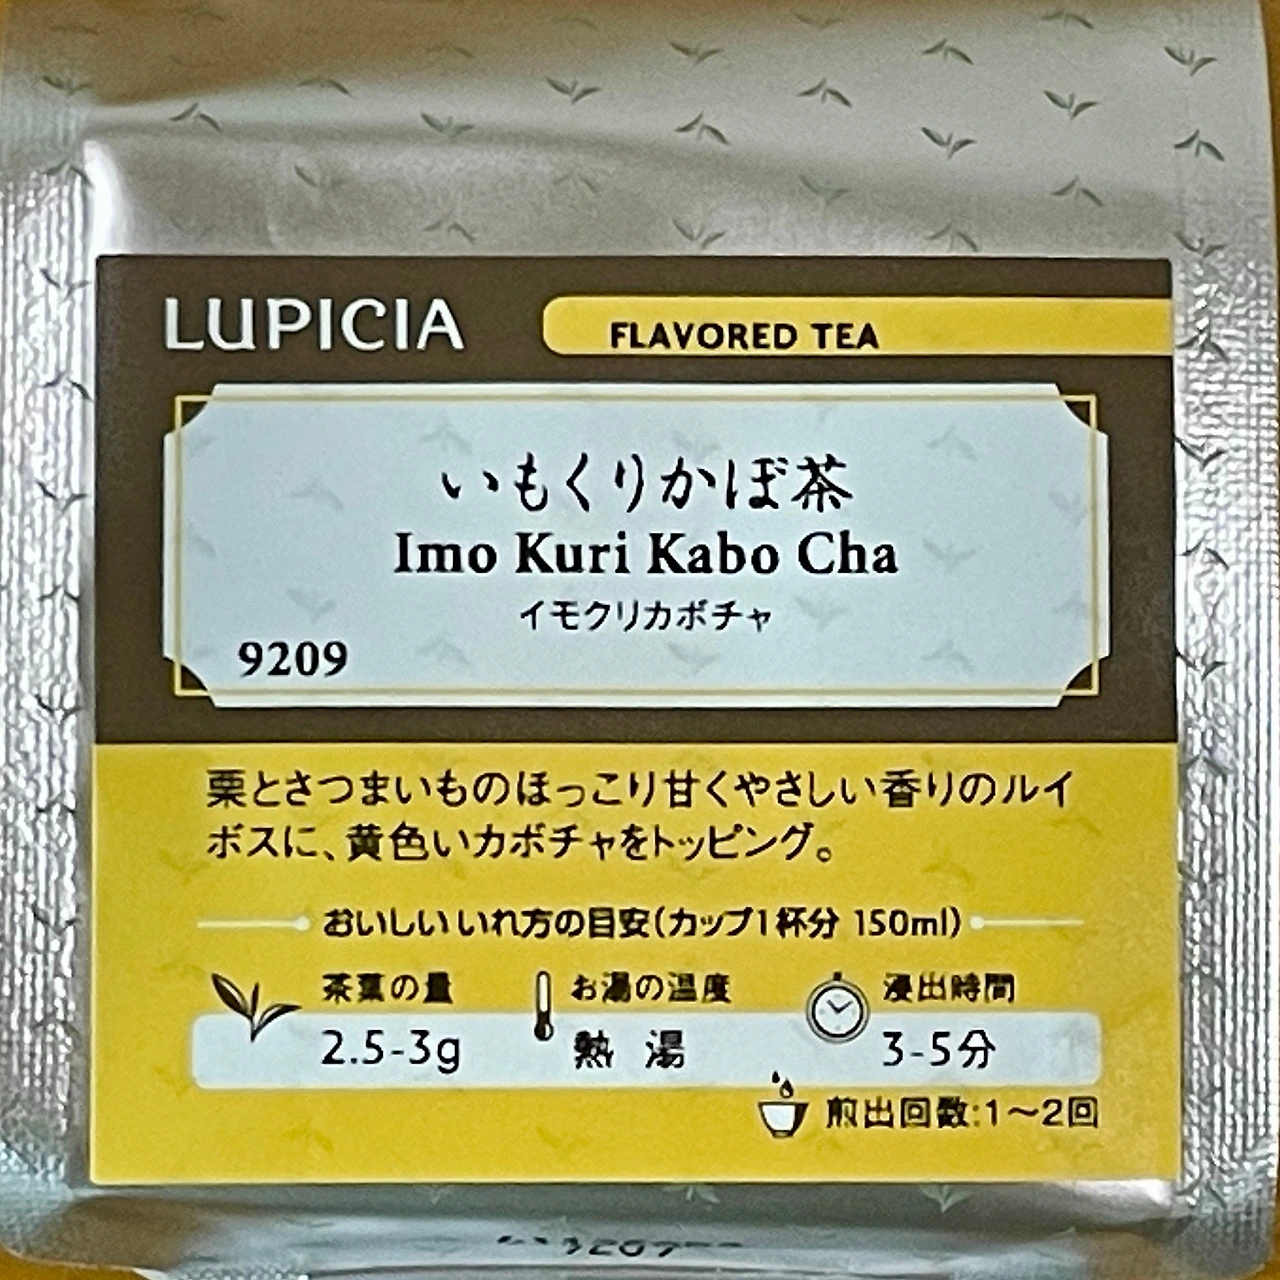 LUPICIA
FLAVORED TEA
いもくりかぼ茶
Imo Kuri Kabo Cha
イモクリカボチャ
9209
栗とさつまいものほっこり甘くやさしい香りのルイ
ボスに、黄色いカボチャをトッピング。
おいしいいれ方の目安(カップ1杯分 150ml)
茶葉の量 お湯の温度 浸出時間
2.5-3g 熱湯 3-5分
煎出回数:1〜2回